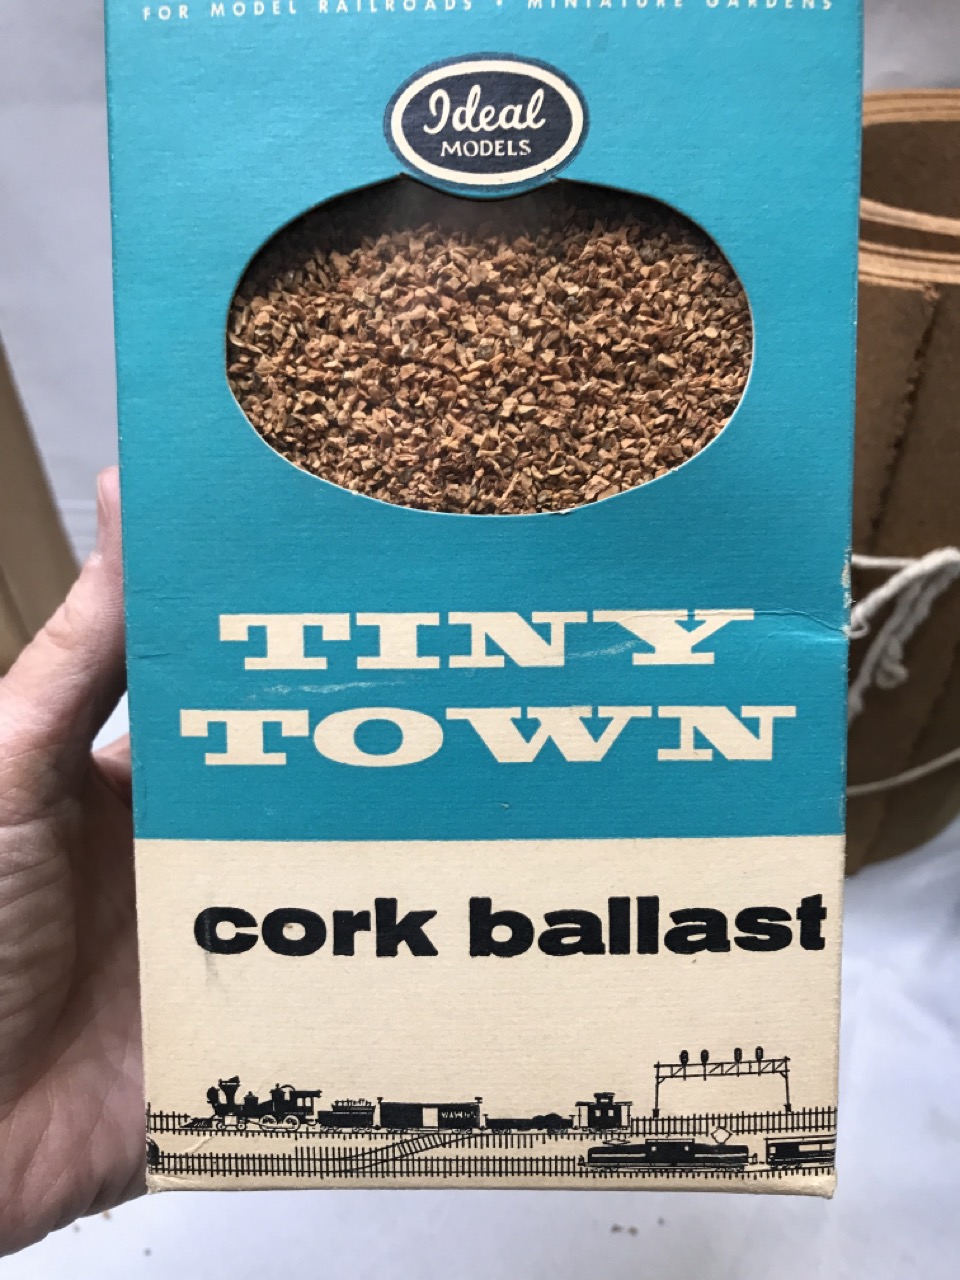 FOR MODEL RAILROADS • MINIATURE GARDENS
Ideal
MODELS
TINY
TOWN
cork ballast